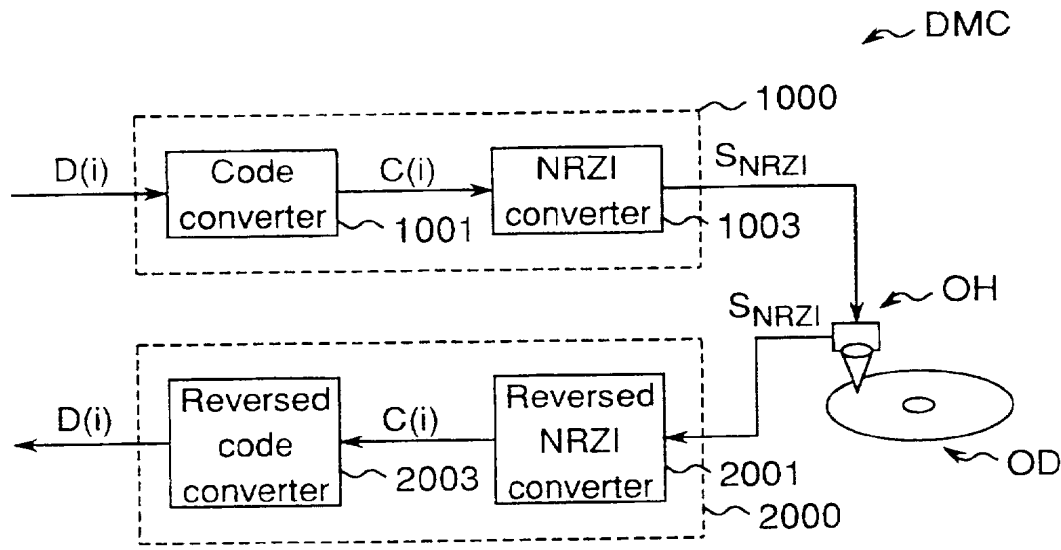 DMC
1000
D(i)
Code
converter
1001
C(i)
NRZI
converter
1003
S_NRZI
OH
S_NRZI
D(i)
Reversed
code
converter
2003
C(i)
Reversed
NRZI
converter
2001
2000
OD